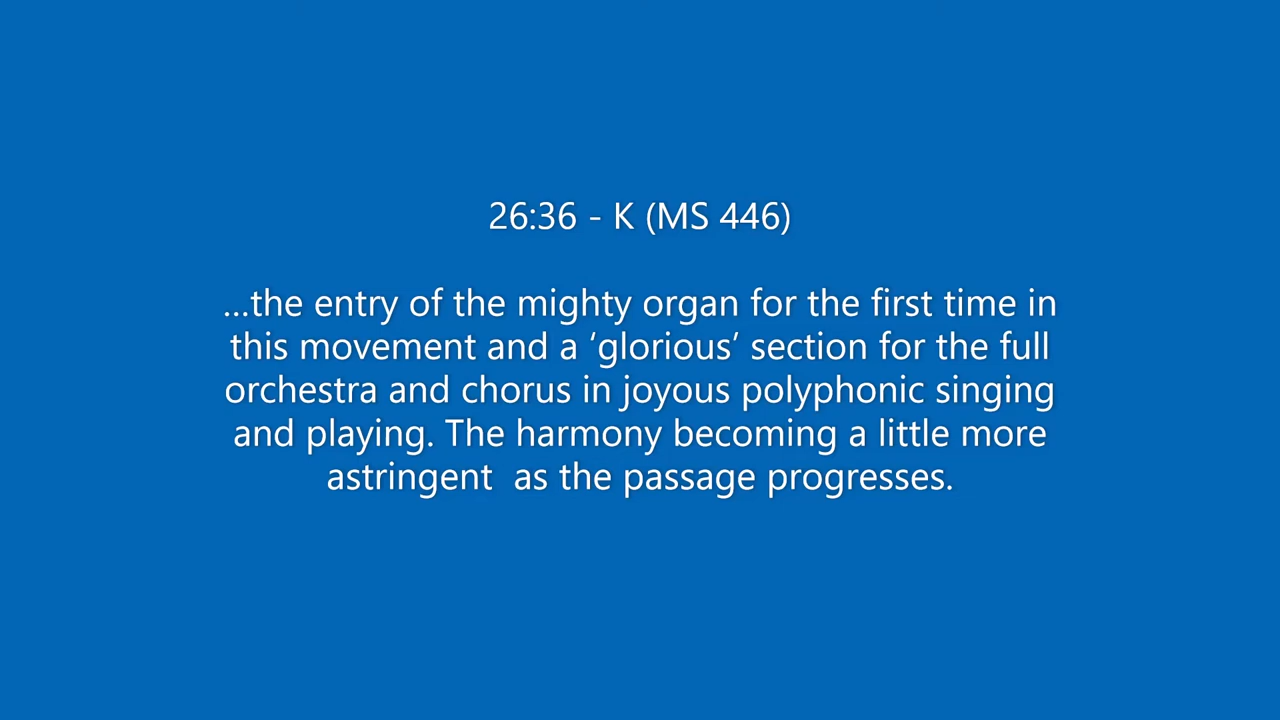 26:36 - K (MS 446)
...the entry of the mighty organ for the first time in
this movement and a ‘glorious’ section for the full
orchestra and chorus in joyous polyphonic singing
and playing. The harmony becoming a little more
astringent  as the passage progresses.